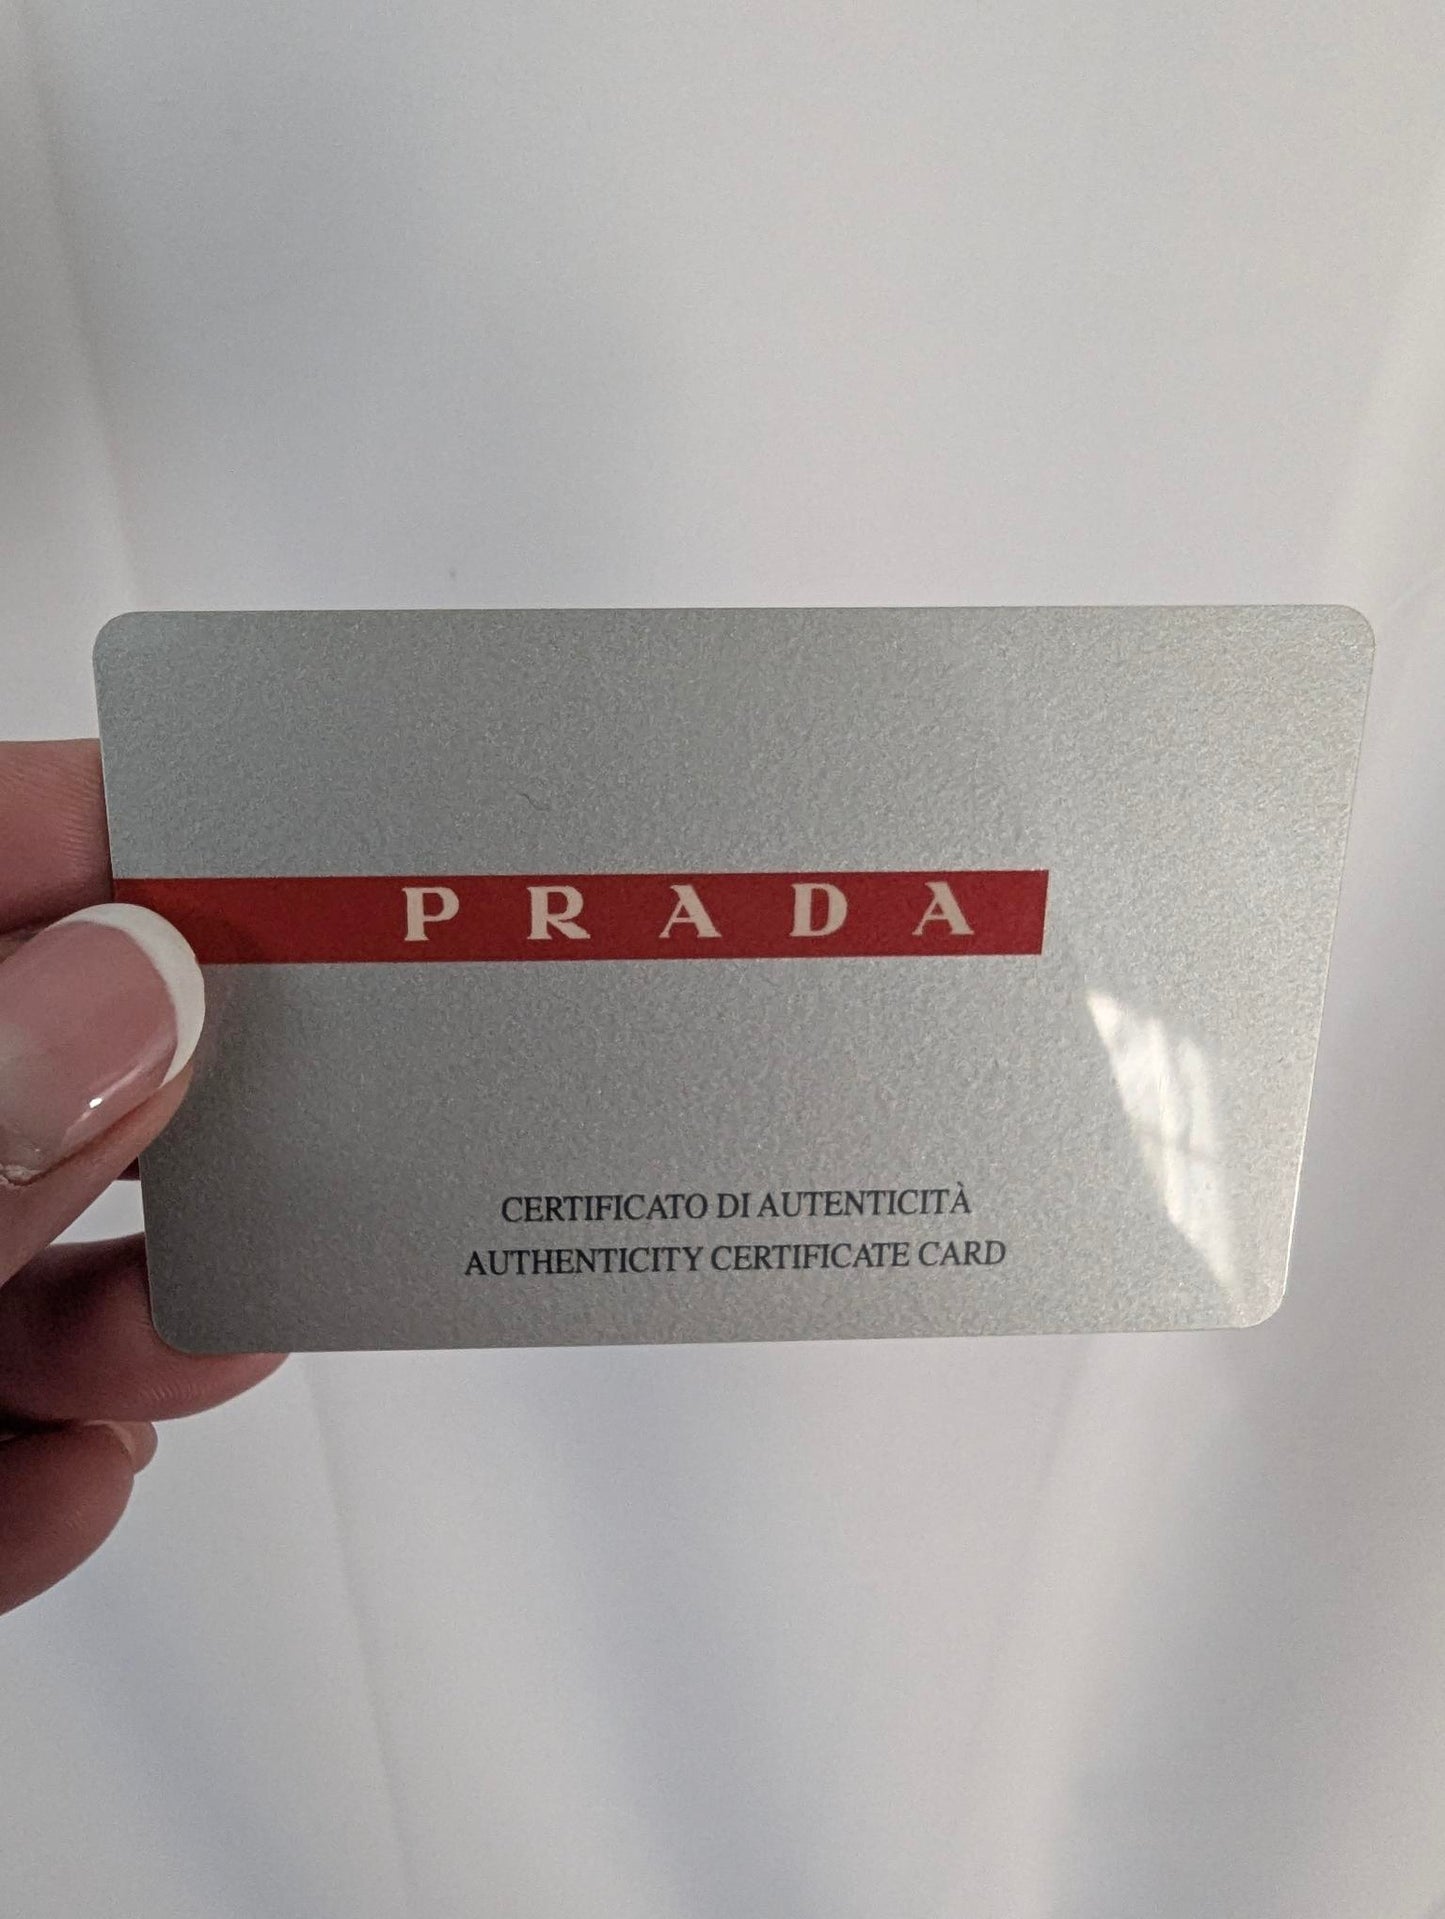 PRADA
CERTIFICATO DI AUTENTICITÀ
AUTHENTICITY CERTIFICATE CARD